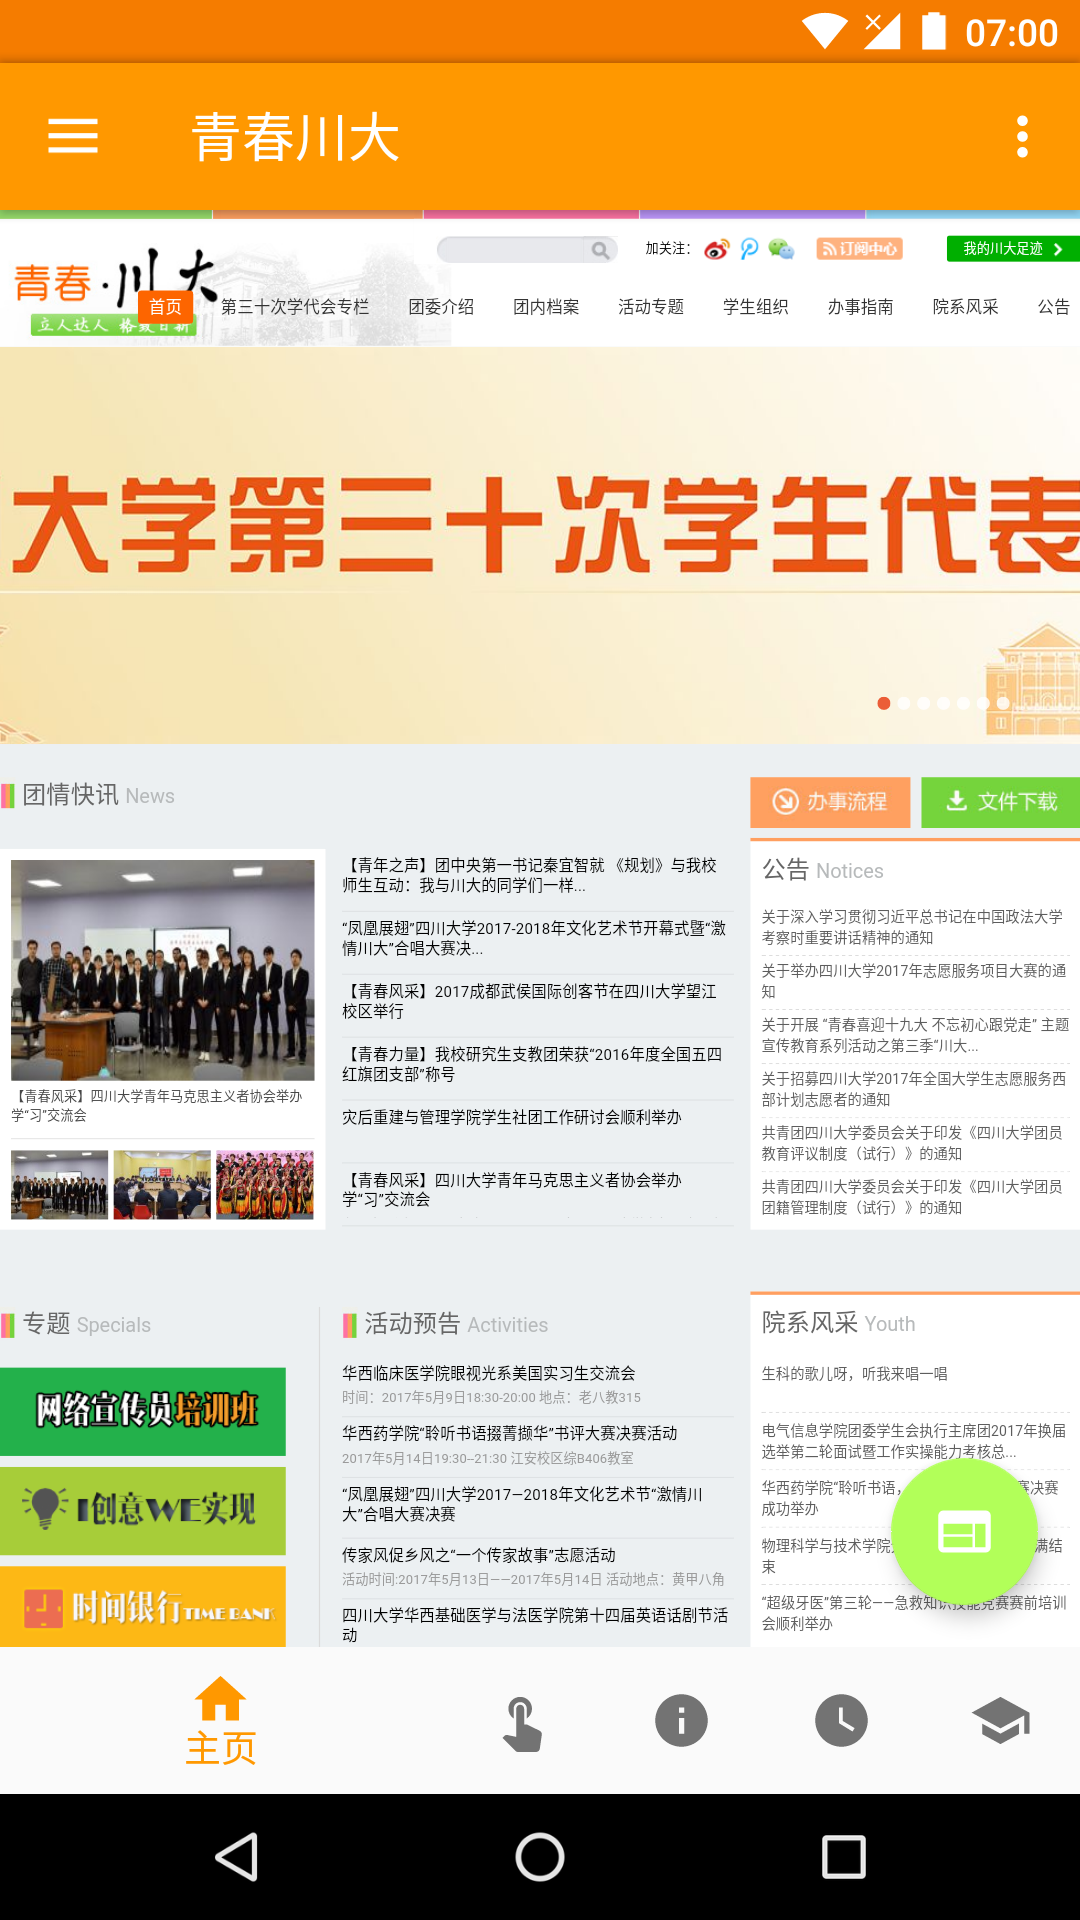 07:00
青春川大
青春·川大
立人达人 格致日新
加关注：
订阅中心
我的川大足迹
首页
第三十次学代会专栏
团委介绍
团内档案
活动专题
学生组织
办事指南
院系风采
公告
大学第三十次学生代表
团情快讯 News
【青春风采】四川大学青年马克思主义者协会举办
学“习”交流会
【青年之声】团中央第一书记秦宜智就 《规划》与我校
师生互动：我与川大的同学们一样...
“凤凰展翅”四川大学2017-2018年文化艺术节开幕式暨“激
情川大”合唱大赛决...
【青春风采】2017成都武侯国际创客节在四川大学望江
校区举行
【青春力量】我校研究生支教团荣获“2016年度全国五四
红旗团支部”称号
灾后重建与管理学院学生社团工作研讨会顺利举办
【青春风采】四川大学青年马克思主义者协会举办
学“习”交流会
办事流程
文件下载
公告 Notices
关于深入学习贯彻习近平总书记在中国政法大学
考察时重要讲话精神的通知
关于举办四川大学2017年志愿服务项目大赛的通
知
关于开展 “青春喜迎十九大 不忘初心跟党走” 主题
宣传教育系列活动之第三季“川大...
关于招募四川大学2017年全国大学生志愿服务西
部计划志愿者的通知
共青团四川大学委员会关于印发《四川大学团员
教育评议制度（试行）》的通知
共青团四川大学委员会关于印发《四川大学团员
团籍管理制度（试行）》的通知
专题 Specials
网络宣传员培训班
I创意WE实现
时间银行TIME BANK
活动预告 Activities
华西临床医学院眼视光系美国实习生交流会
时间：2017年5月9日18:30-20:00 地点：老八教315
华西药学院“聆听书语掇菁撷华”书评大赛决赛活动
2017年5月14日19:30--21:30 江安校区综B406教室
“凤凰展翅”四川大学2017—2018年文化艺术节“激情川
大”合唱大赛决赛
传家风促乡风之“一个传家故事”志愿活动
活动时间:2017年5月13日——2017年5月14日 活动地点：黄甲八角
四川大学华西基础医学与法医学院第十四届英语话剧节活
动
院系风采 Youth
生科的歌儿呀，听我来唱一唱
电气信息学院团委学生会执行主席团2017年换届
选举第二轮面试暨工作实操能力考核总...
华西药学院“聆听书语， 赛决赛
成功举办
物理科学与技术学院 满结
束
“超级牙医”第三轮——急救知识技能竞赛赛前培训
会顺利举办
主页